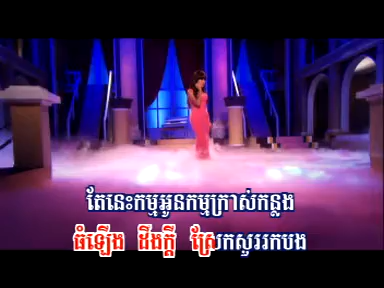 តែនេះកម្មអូនកម្មក្រាស់កន្លង
ធំឡើង ដឹងក្តី ស្រែកសួររកបង